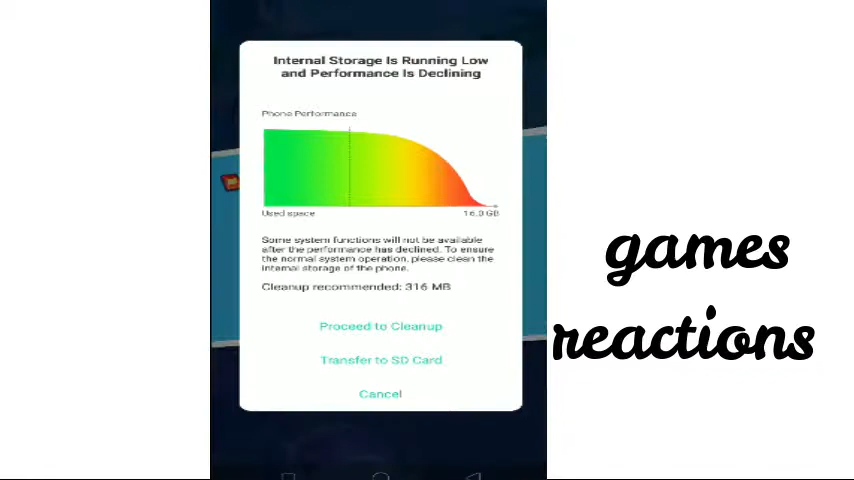 Internal Storage Is Running Low
and Performance Is Declining
Phone Performance
Used space
16.0 GB
Some system functions will not be available
after the performance has declined. To ensure
the normal system operation, please clean the
internal storage of the phone.
Cleanup recommended: 316 MB
Proceed to Cleanup
Transfer to SD Card
Cancel
games
reactions